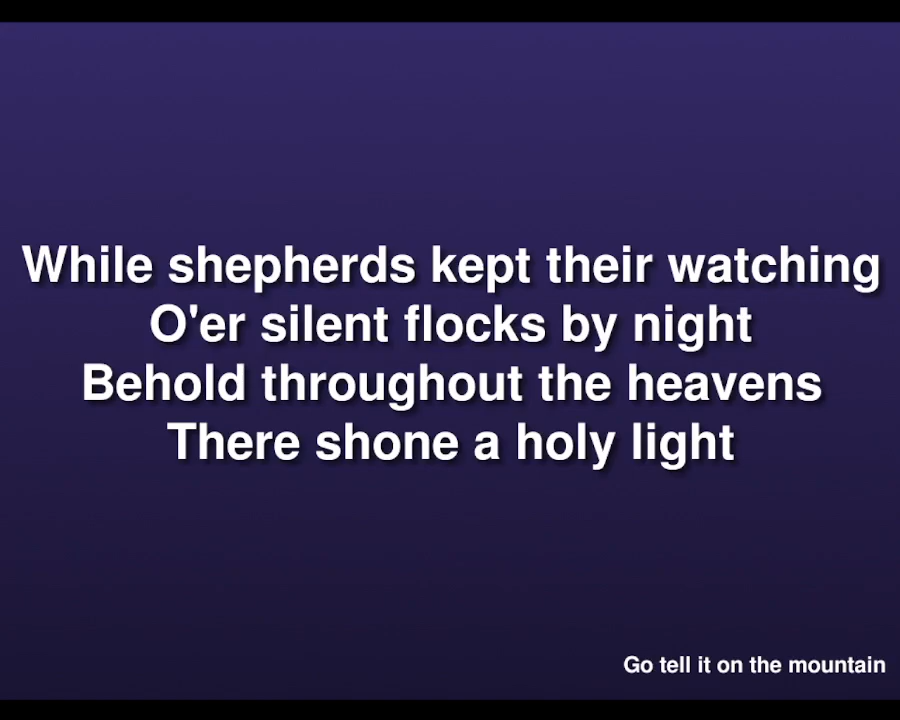 While shepherds kept their watching
O'er silent flocks by night
Behold throughout the heavens
There shone a holy light
Go tell it on the mountain